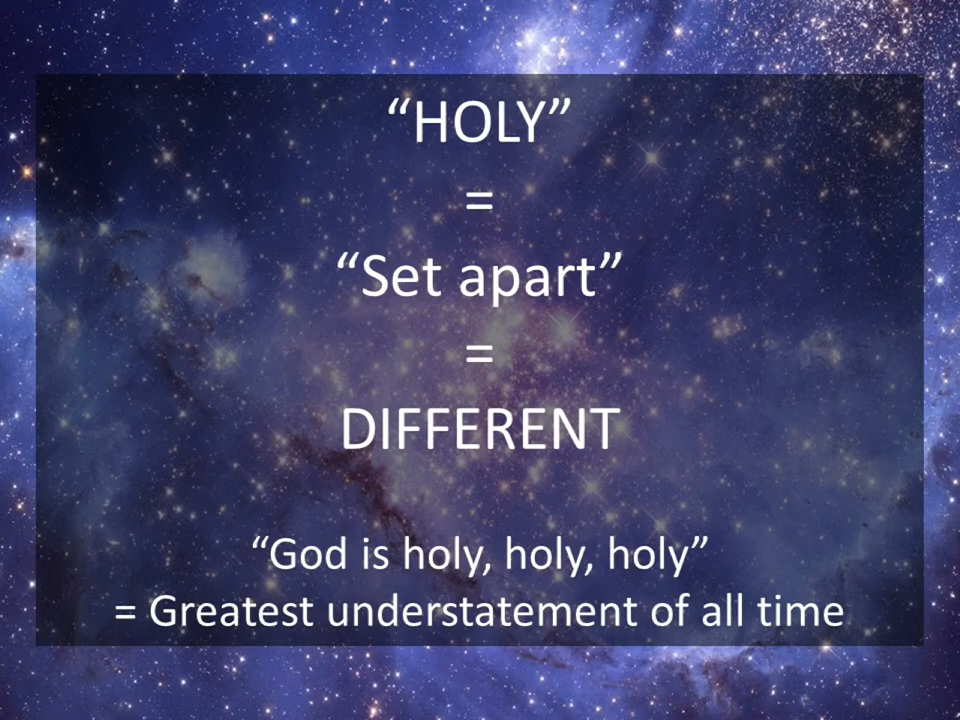 “HOLY”
=
“Set apart”
=
DIFFERENT
“God is holy, holy, holy”
= Greatest understatement of all time